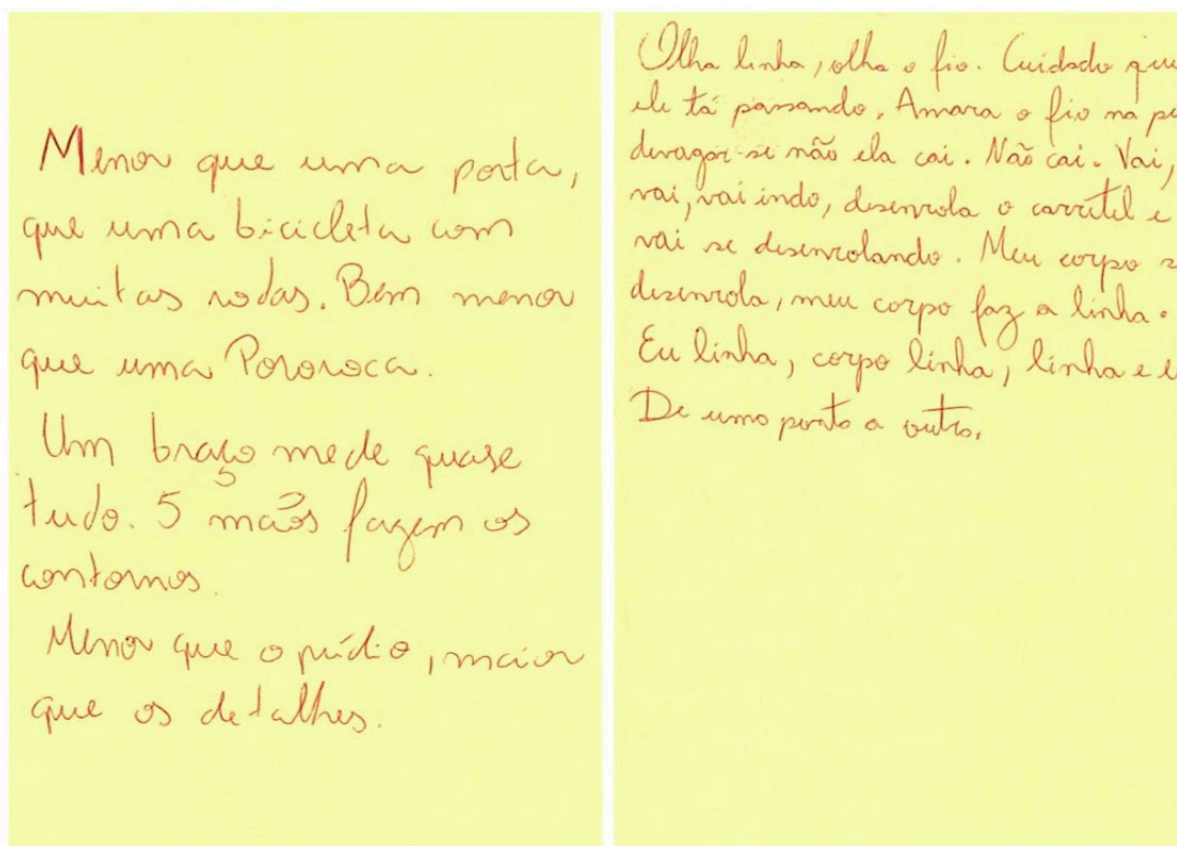 Menor que uma porta,
que uma bicicleta com
muitas rodas. Bem menor
que uma Pororoca.
Um braço mede quase
tudo. 5 mãos fazem os
contornos.
Menor que o prédio, maior
que os detalhes.
Olha linha, olha o fio. Cuidado que
ele tá passando. Amara o fio na
devagar se não ela cai. Não cai. Vai,
vai, vai indo, desenrola o carretel e
vai se desenrolando. Meu corpo
desenrola, meu corpo faz a linha.
Eu linha, corpo linha, linha e
De umo ponto a outro.